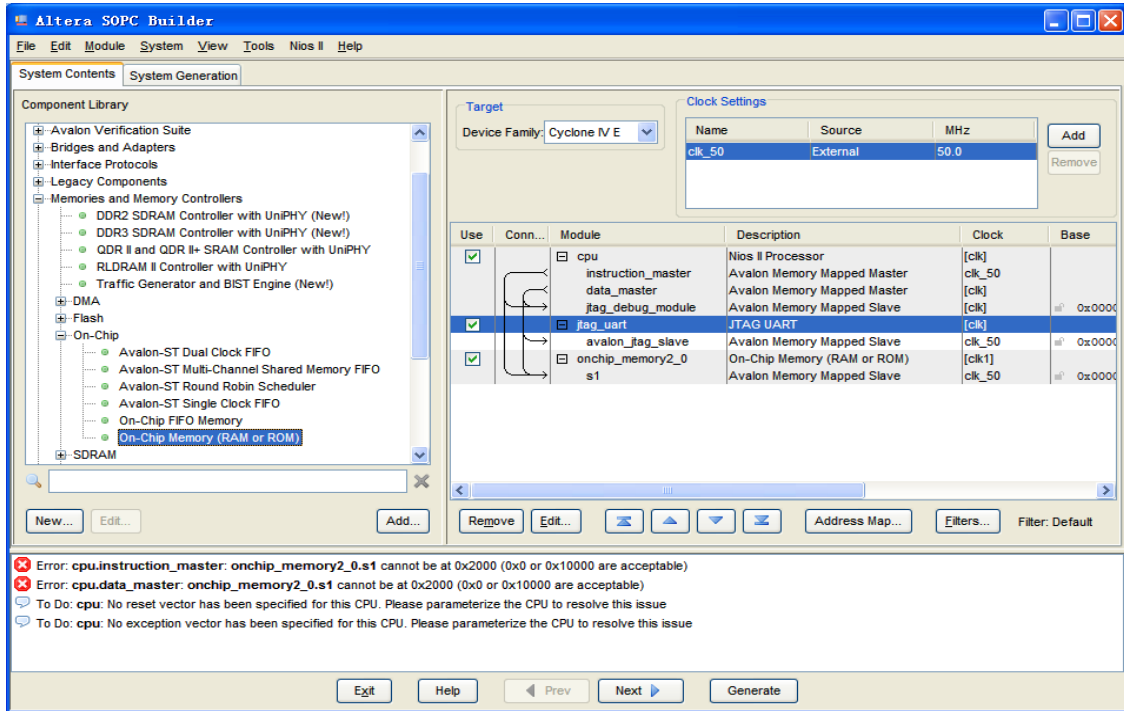 Altera SOPC Builder
File Edit Module System View Tools Nios II Help
System Contents System Generation
Component Library
Avalon Verification Suite
Bridges and Adapters
Interface Protocols
Legacy Components
Memories and Memory Controllers
DDR2 SDRAM Controller with UniPHY (New!)
DDR3 SDRAM Controller with UniPHY (New!)
QDR II and QDR II+ SRAM Controller with UniPHY
RLDRAM II Controller with UniPHY
Traffic Generator and BIST Engine (New!)
DMA
Flash
On-Chip
Avalon-ST Dual Clock FIFO
Avalon-ST Multi-Channel Shared Memory FIFO
Avalon-ST Round Robin Scheduler
Avalon-ST Single Clock FIFO
On-Chip FIFO Memory
On-Chip Memory (RAM or ROM)
SDRAM
New... Edit... Add...
Target
Device Family: Cyclone IV E
Clock Settings
Name Source MHz
clk_50 External 50.0
Add
Remove
Use Conn... Module Description Clock Base
cpu Nios II Processor [clk]
instruction_master Avalon Memory Mapped Master clk_50
data_master Avalon Memory Mapped Master [clk]
jtag_debug_module Avalon Memory Mapped Slave [clk] 0x0000
jtag_uart JTAG UART [clk]
avalon_jtag_slave Avalon Memory Mapped Slave clk_50 0x0000
onchip_memory2_0 On-Chip Memory (RAM or ROM) [clk1]
s1 Avalon Memory Mapped Slave clk_50 0x0000
Remove Edit... Address Map... Filters... Filter: Default
Error: cpu.instruction_master: onchip_memory2_0.s1 cannot be at 0x2000 (0x0 or 0x10000 are acceptable)
Error: cpu.data_master: onchip_memory2_0.s1 cannot be at 0x2000 (0x0 or 0x10000 are acceptable)
To Do: cpu: No reset vector has been specified for this CPU. Please parameterize the CPU to resolve this issue
To Do: cpu: No exception vector has been specified for this CPU. Please parameterize the CPU to resolve this issue
Exit Help Prev Next Generate